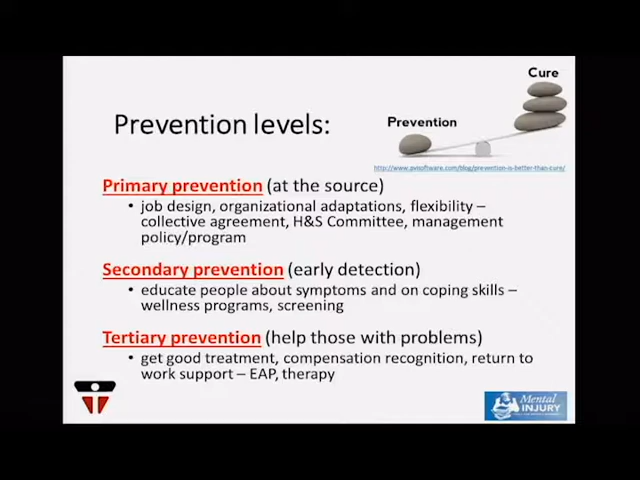 Cure
Prevention
Prevention levels:
http://www.pvisoftware.com/blog/prevention-is-better-than-cure/
Primary prevention (at the source)
• job design, organizational adaptations, flexibility –
collective agreement, H&S Committee, management
policy/program
Secondary prevention (early detection)
• educate people about symptoms and on coping skills –
wellness programs, screening
Tertiary prevention (help those with problems)
• get good treatment, compensation recognition, return to
work support – EAP, therapy
Mental
INJURY